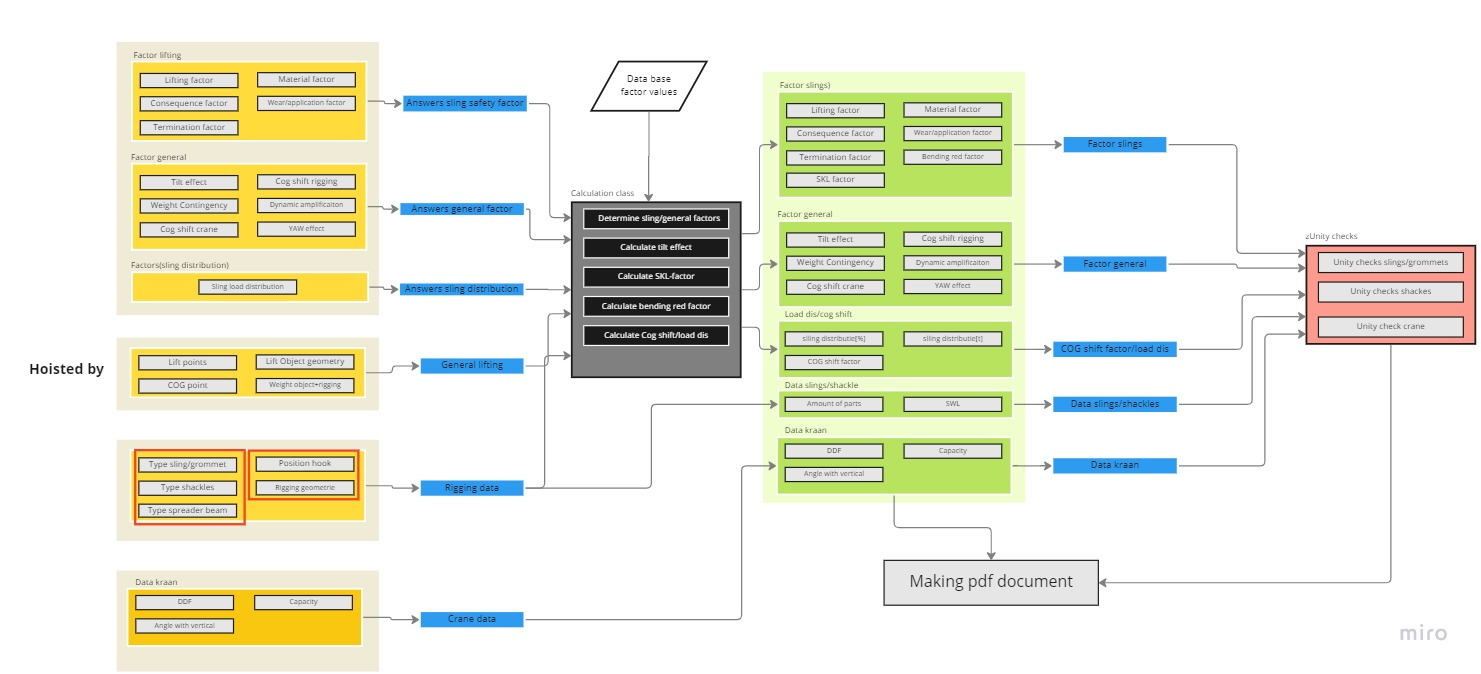 Factor lifting
Lifting factor
Material factor
Consequence factor
Wear/application factor
Termination factor
Factor general
Tilt effect
Cog shift rigging
Weight Contingency
Dynamic amplificaiton
Cog shift crane
YAW effect
Factors(sling distribution)
Sling load distribution
Hoisted by
Lift points
Lift Object geometry
COG point
Weight object+rigging
Type sling/grommet
Position hook
Type shackles
Rigging geometrie
Type spreader beam
Data kraan
DDF
Capacity
Angle with vertical
Answers sling safety factor
Answers general factor
Answers sling distribution
General lifting
Rigging data
Crane data
Data base
factor values
Calculation class
Determine sling/general factors
Calculate tilt effect
Calculate SKL-factor
Calculate bending red factor
Calculate Cog shift/load dis
Factor slings)
Lifting factor
Material factor
Consequence factor
Wear/application factor
Termination factor
Bending red factor
SKL factor
Factor general
Tilt effect
Cog shift rigging
Weight Contingency
Dynamic amplificaiton
Cog shift crane
YAW effect
Load dis/cog shift
slling distributie[%]
slling distributie[t]
COG shift factor
Data slings/shackle
Amount of parts
SWL
Data kraan
DDF
Capacity
Angle with vertical
Factor slings
Factor general
COG shift factor/load dis
Data slings/shackles
Data kraan
zUnity checks
Unity checks slings/grommets
Unity checks shackes
Unity check crane
Making pdf document
miro